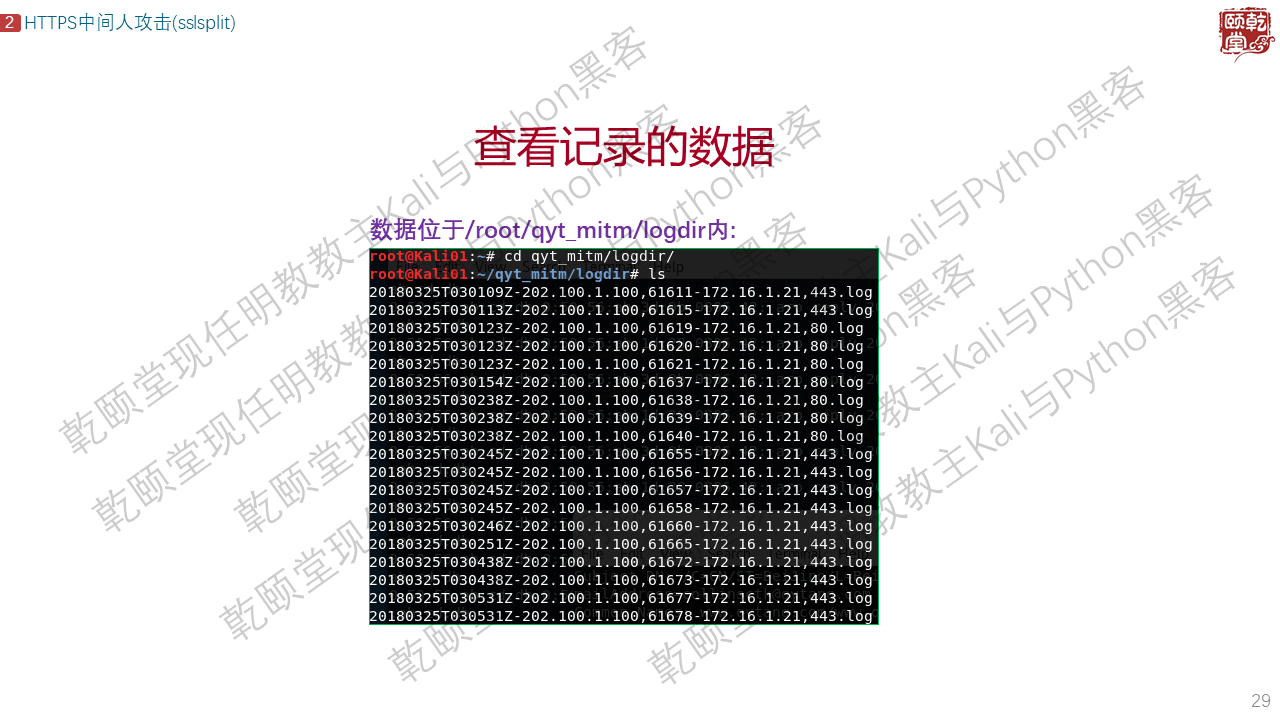 2 HTTPS中间人攻击(sslsplit)
乾颐堂
查看记录的数据
数据位于/root/qyt_mitm/logdir内:
root@Kali01:~# cd qyt_mitm/logdir/
root@Kali01:~/qyt_mitm/logdir# ls
20180325T030109Z-202.100.1.100,61611-172.16.1.21,443.log
20180325T030113Z-202.100.1.100,61615-172.16.1.21,443.log
20180325T030123Z-202.100.1.100,61619-172.16.1.21,80.log
20180325T030123Z-202.100.1.100,61620-172.16.1.21,80.log
20180325T030123Z-202.100.1.100,61621-172.16.1.21,80.log
20180325T030154Z-202.100.1.100,61637-172.16.1.21,80.log
20180325T030238Z-202.100.1.100,61638-172.16.1.21,80.log
20180325T030238Z-202.100.1.100,61639-172.16.1.21,80.log
20180325T030238Z-202.100.1.100,61640-172.16.1.21,80.log
20180325T030245Z-202.100.1.100,61655-172.16.1.21,443.log
20180325T030245Z-202.100.1.100,61656-172.16.1.21,443.log
20180325T030245Z-202.100.1.100,61657-172.16.1.21,443.log
20180325T030245Z-202.100.1.100,61658-172.16.1.21,443.log
20180325T030246Z-202.100.1.100,61660-172.16.1.21,443.log
20180325T030251Z-202.100.1.100,61665-172.16.1.21,443.log
20180325T030438Z-202.100.1.100,61672-172.16.1.21,443.log
20180325T030438Z-202.100.1.100,61673-172.16.1.21,443.log
20180325T030531Z-202.100.1.100,61677-172.16.1.21,443.log
20180325T030531Z-202.100.1.100,61678-172.16.1.21,443.log
乾颐堂现任明教教主Kali与Python黑客
29